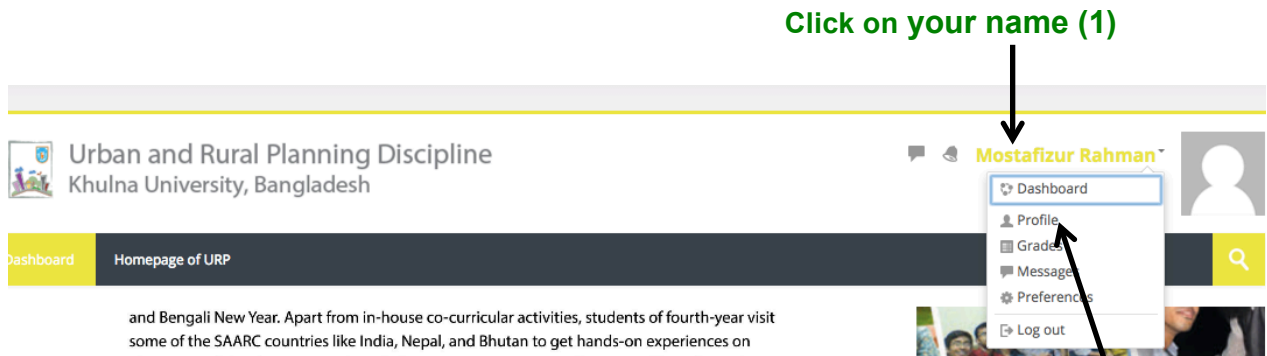 Click on your name (1)
Urban and Rural Planning Discipline
Khulna University, Bangladesh
Mostafizur Rahman
Dashboard
Profile
Grades
Messages
Preferences
Log out
Dashboard
Homepage of URP
and Bengali New Year. Apart from in-house co-curricular activities, students of fourth-year visit
some of the SAARC countries like India, Nepal, and Bhutan to get hands-on experiences on